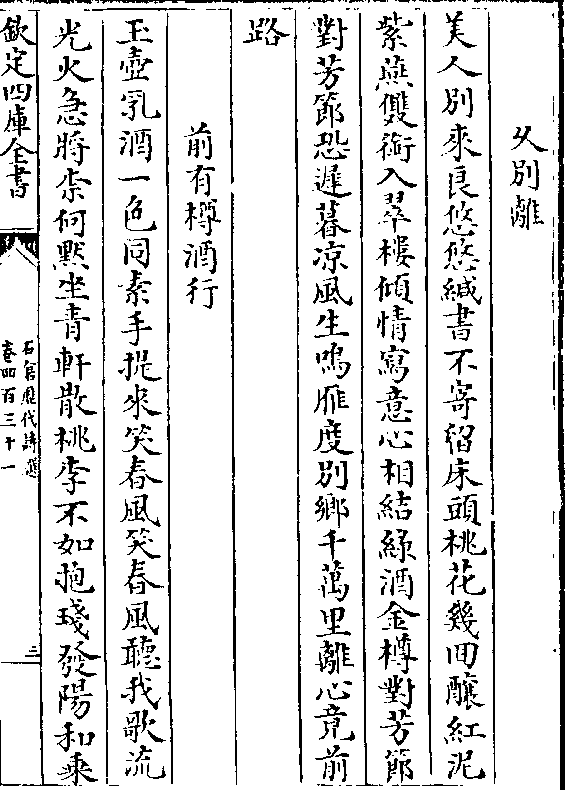 久別離
美人別來良悠悠緘書不寄留床頭桃花幾回釀紅泥
紫燕雙銜入翠樓傾情寫意心相結綠酒金樽對芳節
對芳節恐遲暮凉風生鳴雁度別鄉千萬里離心竟前
路
前有樽酒行
玉壺乳酒一色同素手提來笑春風笑春風聽我歌流
光火急將柰何默坐青軒散桃李不如抱琖發陽和乗
欽定四庫全書
石倉歷代詩選
卷四百三十一
三